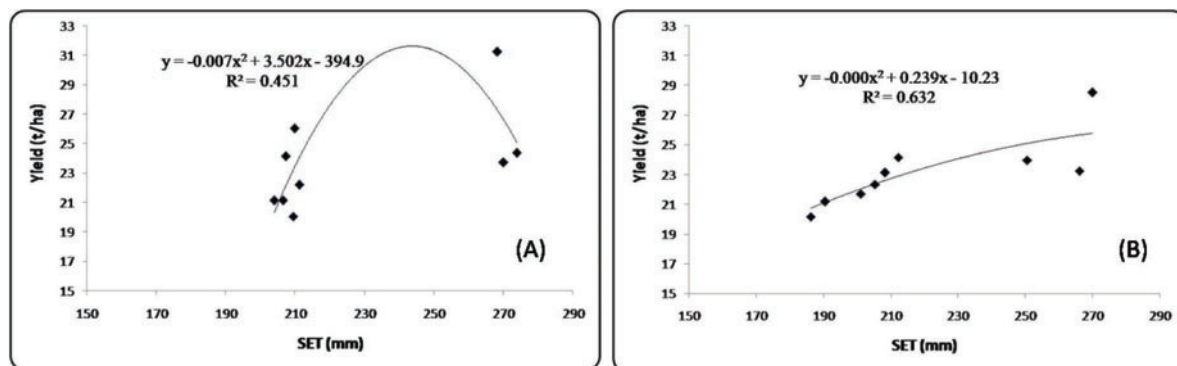 33
31
29
27
25
23
21
19
17
15
Yield (t/ha)
y = -0.007x² + 3.502x - 394.9
R² = 0.451
(A)
150 170 190 210 230 250 270 290
SET (mm)
33
31
29
27
25
23
21
19
17
15
Yield (t/ha)
y = -0.000x² + 0.239x - 10.23
R² = 0.632
(B)
150 170 190 210 230 250 270 290
SET (mm)